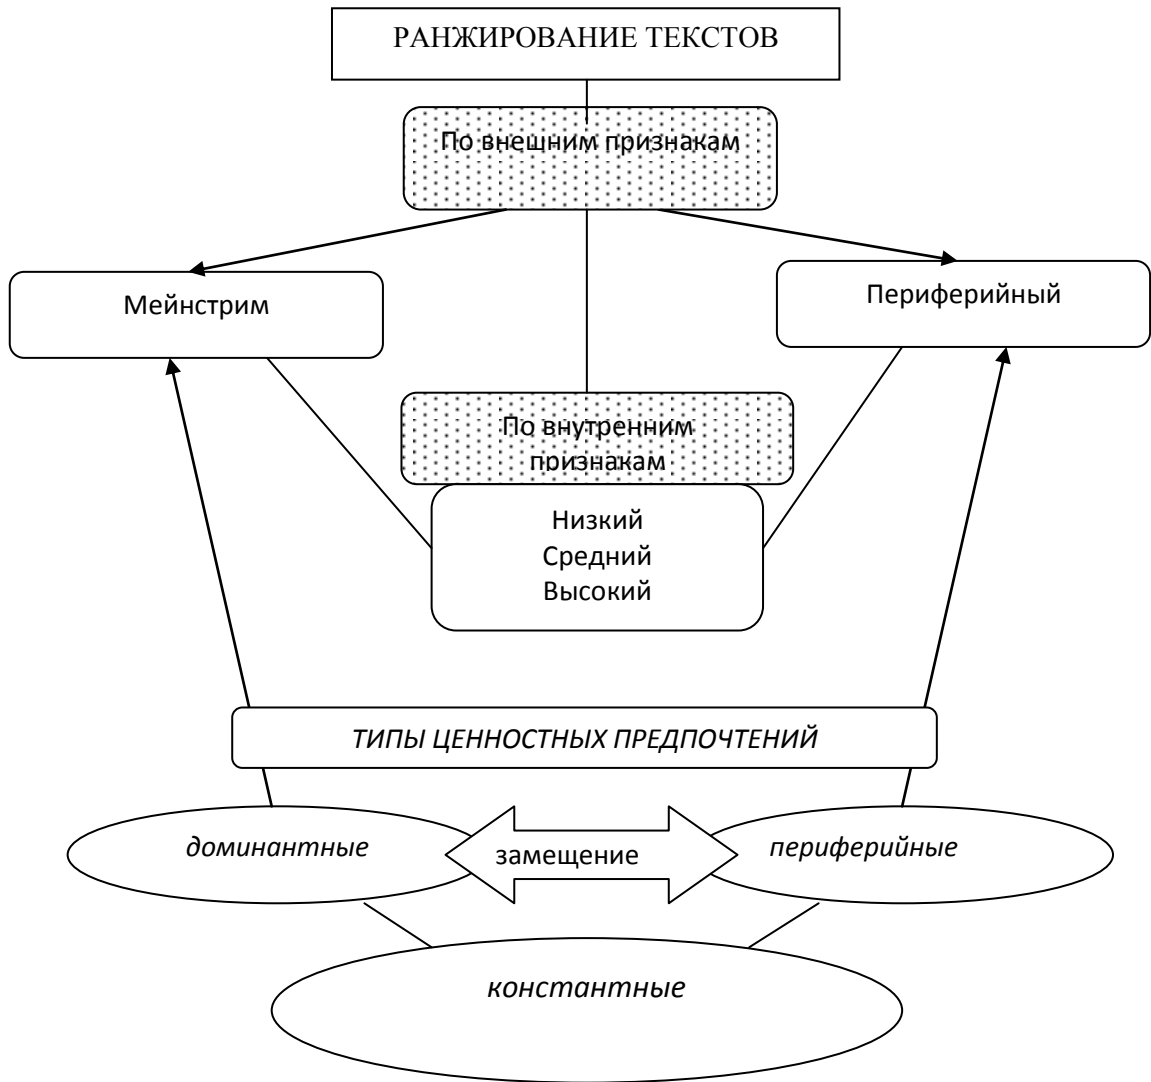 РАНЖИРОВАНИЕ ТЕКСТОВ
По внешним признакам
Мейнстрим
Периферийный
По внутренним
признакам
Низкий
Средний
Высокий
ТИПЫ ЦЕННОСТНЫХ ПРЕДПОЧТЕНИЙ
доминантные
замещение
периферийные
константные